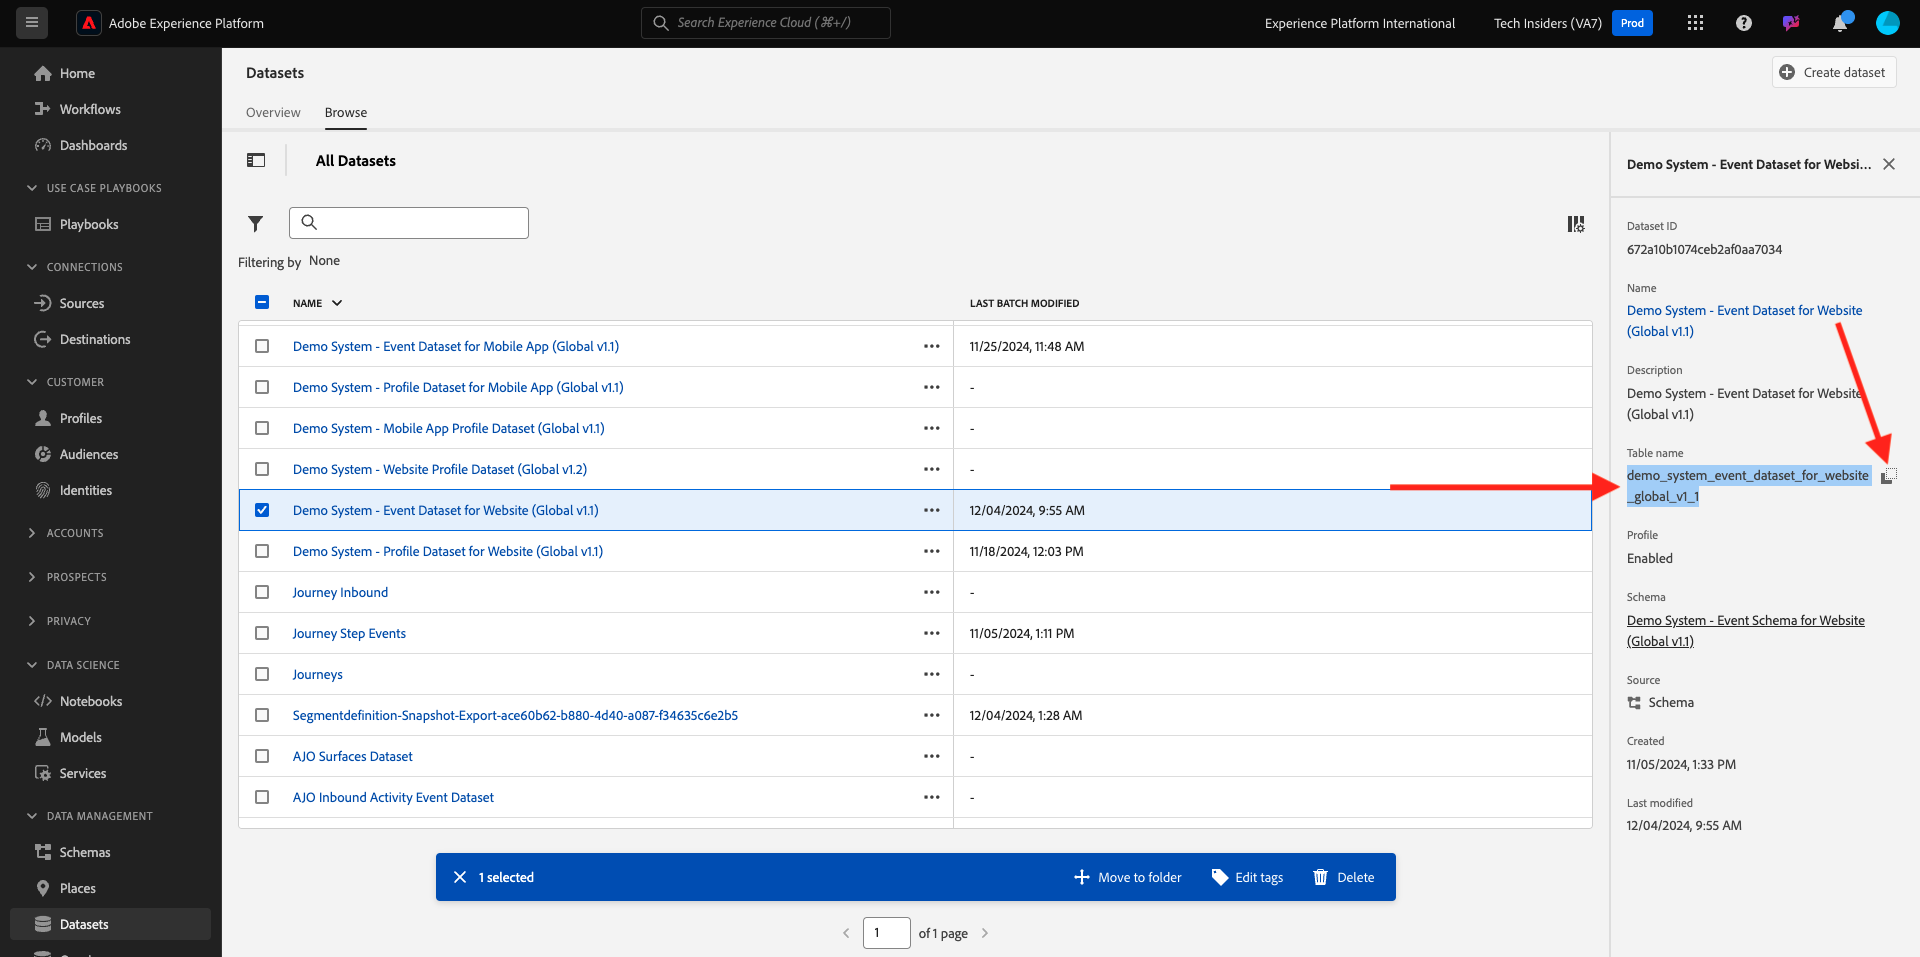 Adobe Experience Platform
Search Experience Cloud (⌘+/)
Experience Platform International
Tech Insiders (VA7)
Prod
Home
Workflows
Dashboards
USE CASE PLAYBOOKS
Playbooks
CONNECTIONS
Sources
Destinations
CUSTOMER
Profiles
Audiences
Identities
ACCOUNTS
PROSPECTS
PRIVACY
DATA SCIENCE
Notebooks
Models
Services
DATA MANAGEMENT
Schemas
Places
Datasets
Datasets
Create dataset
Overview
Browse
All Datasets
Filtering by None
NAME
LAST BATCH MODIFIED
Demo System - Event Dataset for Mobile App (Global v1.1)
11/25/2024, 11:48 AM
Demo System - Profile Dataset for Mobile App (Global v1.1)
-
Demo System - Mobile App Profile Dataset (Global v1.1)
-
Demo System - Website Profile Dataset (Global v1.2)
-
Demo System - Event Dataset for Website (Global v1.1)
12/04/2024, 9:55 AM
Demo System - Profile Dataset for Website (Global v1.1)
11/18/2024, 12:03 PM
Journey Inbound
-
Journey Step Events
11/05/2024, 1:11 PM
Journeys
-
Segmentdefinition-Snapshot-Export-ace60b62-b880-4d40-a087-f34635c6e2b5
12/04/2024, 1:28 AM
AJO Surfaces Dataset
-
AJO Inbound Activity Event Dataset
-
1 selected
Move to folder
Edit tags
Delete
1
of 1 page
Demo System - Event Dataset for Websi...
Dataset ID
672a10b1074ceb2af0aa7034
Name
Demo System - Event Dataset for Website
(Global v1.1)
Description
Demo System - Event Dataset for Website
(Global v1.1)
Table name
demo_system_event_dataset_for_website
_global_v1_1
Profile
Enabled
Schema
Demo System - Event Schema for Website
(Global v1.1)
Source
Schema
Created
11/05/2024, 1:33 PM
Last modified
12/04/2024, 9:55 AM